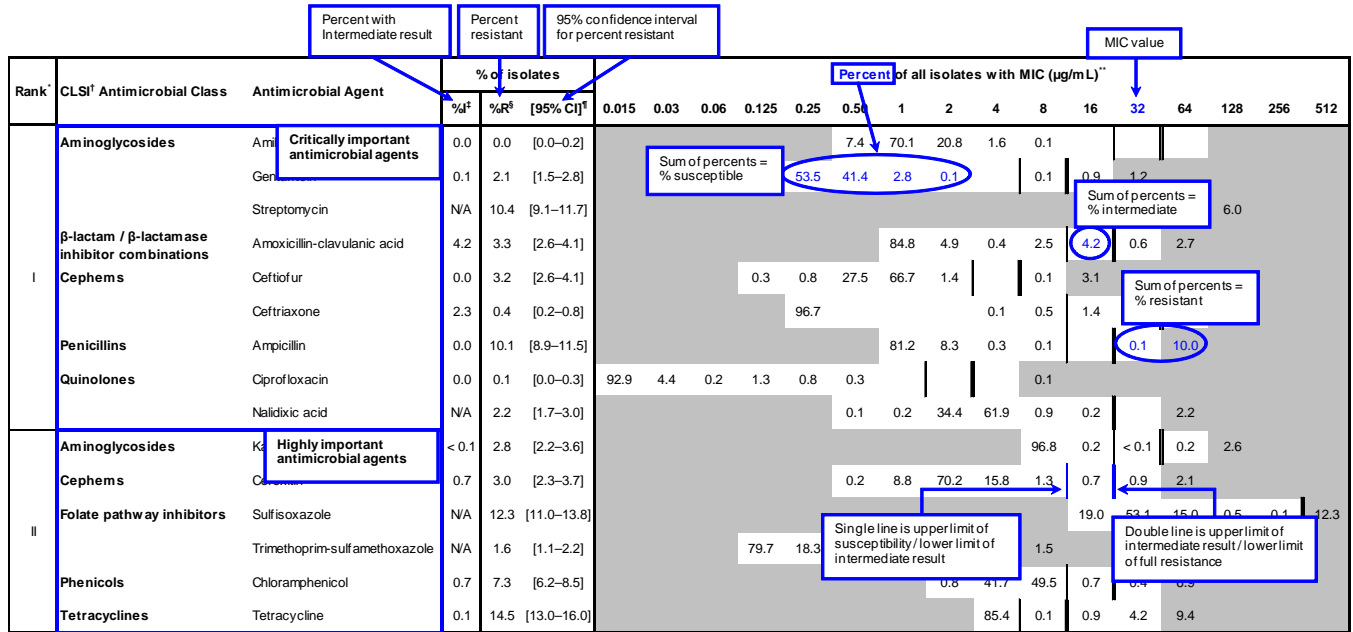 Percent with
Intermediate result
Percent
resistant
95% confidence interval
for percent resistant
MIC value
Rank* CLSI† Antimicrobial Class Antimicrobial Agent % of isolates Percent of all isolates with MIC (µg/mL)**
%I‡ %R§ [95% CI]¶ 0.015 0.03 0.06 0.125 0.25 0.50 1 2 4 8 16 32 64 128 256 512
I
Aminoglycosides Ami 0.0 0.0 [0.0–0.2] 7.4 70.1 20.8 1.6 0.1
Critically important
antimicrobial agents
Sum of percents =
% susceptible
0.1 2.1 [1.5–2.8] 53.5 41.4 2.8 0.1 0.1 0.9 1.2
Streptomycin N/A 10.4 [9.1–11.7] 6.0
Sum of percents =
% intermediate
β-lactam / β-lactamase
inhibitor combinations
Amoxicillin-clavulanic acid 4.2 3.3 [2.6–4.1] 84.8 4.9 0.4 2.5 4.2 0.6 2.7
Cephems Ceftiofur 0.0 3.2 [2.6–4.1] 0.3 0.8 27.5 66.7 1.4 0.1 3.1
Sum of percents =
% resistant
Ceftriaxone 2.3 0.4 [0.2–0.8] 96.7 0.1 0.5 1.4
Penicillins Ampicillin 0.0 10.1 [8.9–11.5] 81.2 8.3 0.3 0.1 0.1 10.0
Quinolones Ciprofloxacin 0.0 0.1 [0.0–0.3] 92.9 4.4 0.2 1.3 0.8 0.3 0.1
Nalidixic acid N/A 2.2 [1.7–3.0] 0.1 0.2 34.4 61.9 0.9 0.2 2.2
II
Aminoglycosides < 0.1 2.8 [2.2–3.6] 96.8 0.2 < 0.1 0.2 2.6
Highly important
antimicrobial agents
Cephems 0.7 3.0 [2.3–3.7] 0.2 8.8 70.2 15.8 1.3 0.7 0.9 2.1
Folate pathway inhibitors Sulfisoxazole N/A 12.3 [11.0–13.8] 19.0 53.1 15.0 0.5 0.1 12.3
Single line is upper limit of
susceptibility / lower limit of
intermediate result
Double line is upper limit of
intermediate result / lower limit
of full resistance
Trimethoprim-sulfamethoxazole N/A 1.6 [1.1–2.2] 79.7 18.3 1.5
Phenicols Chloramphenicol 0.7 7.3 [6.2–8.5] 0.8 41.7 49.5 0.7 0.4 6.9
Tetracyclines Tetracycline 0.1 14.5 [13.0–16.0] 85.4 0.1 0.9 4.2 9.4